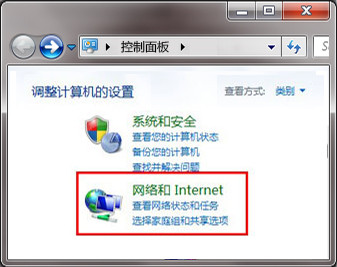 控制面板
调整计算机的设置
查看方式: 类别
系统和安全
查看您的计算机状态
备份您的计算机
查找并解决问题
网络和 Internet
查看网络状态和任务
选择家庭组和共享选项